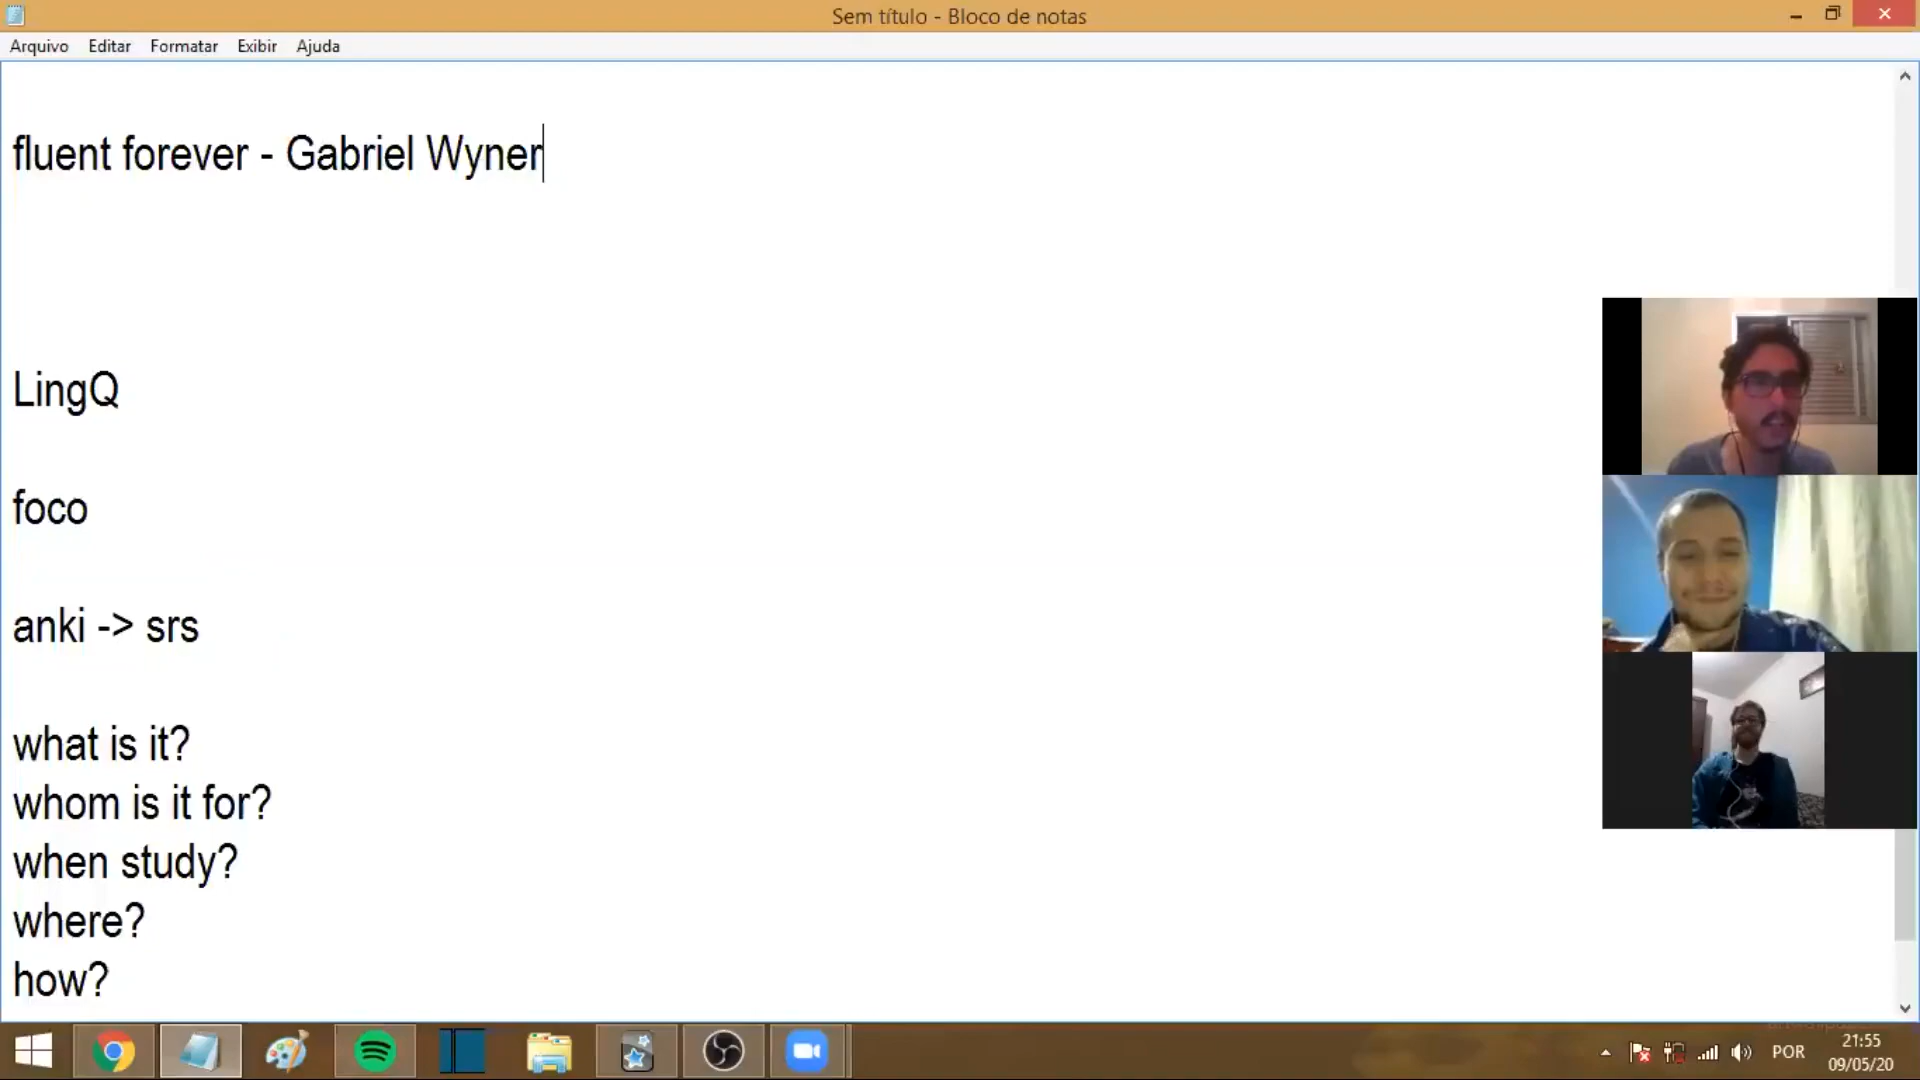 Sem título - Bloco de notas
Arquivo Editar Formatar Exibir Ajuda
fluent forever - Gabriel Wyner
LingQ
foco
anki -> srs
what is it?
whom is it for?
when study?
where?
how?
POR
21:55
09/05/20